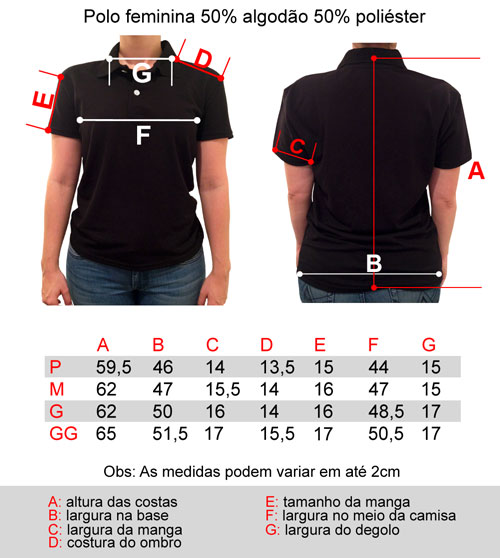 Polo feminina 50% algodão 50% poliéster
G
D
E
F
C
A
B
A B C D E F G
P 59,5 46 14 13,5 15 44 15
M 62 47 15,5 14 16 47 15
G 62 50 16 14 16 48,5 17
GG 65 51,5 17 15,5 17 50,5 17
Obs: As medidas podem variar em até 2cm
A: altura das costas
B: largura na base
C: largura da manga
D: costura do ombro
E: tamanho da manga
F: largura no meio da camisa
G: largura do degolo